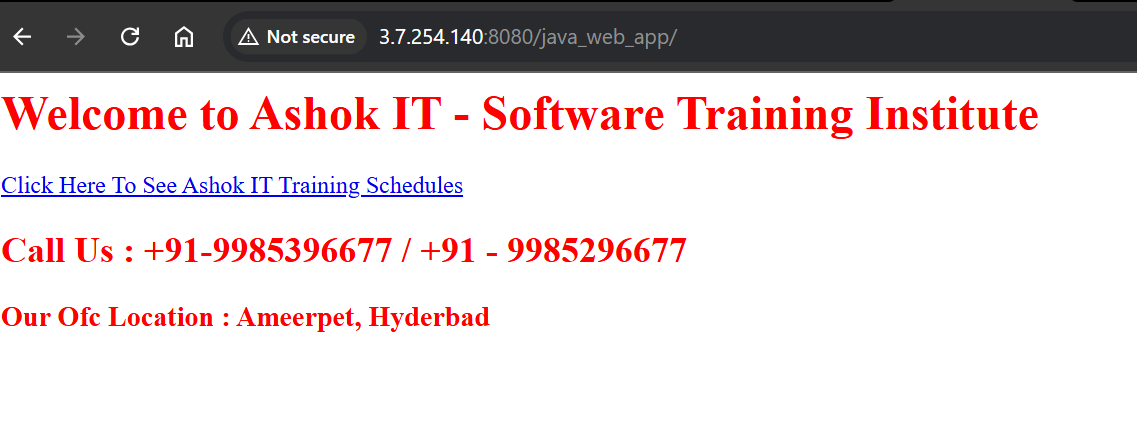 Not secure 3.7.254.140:8080/java_web_app/
Welcome to Ashok IT - Software Training Institute
Click Here To See Ashok IT Training Schedules
Call Us : +91-9985396677 / +91 - 9985296677
Our Ofc Location : Ameerpet, Hyderbad